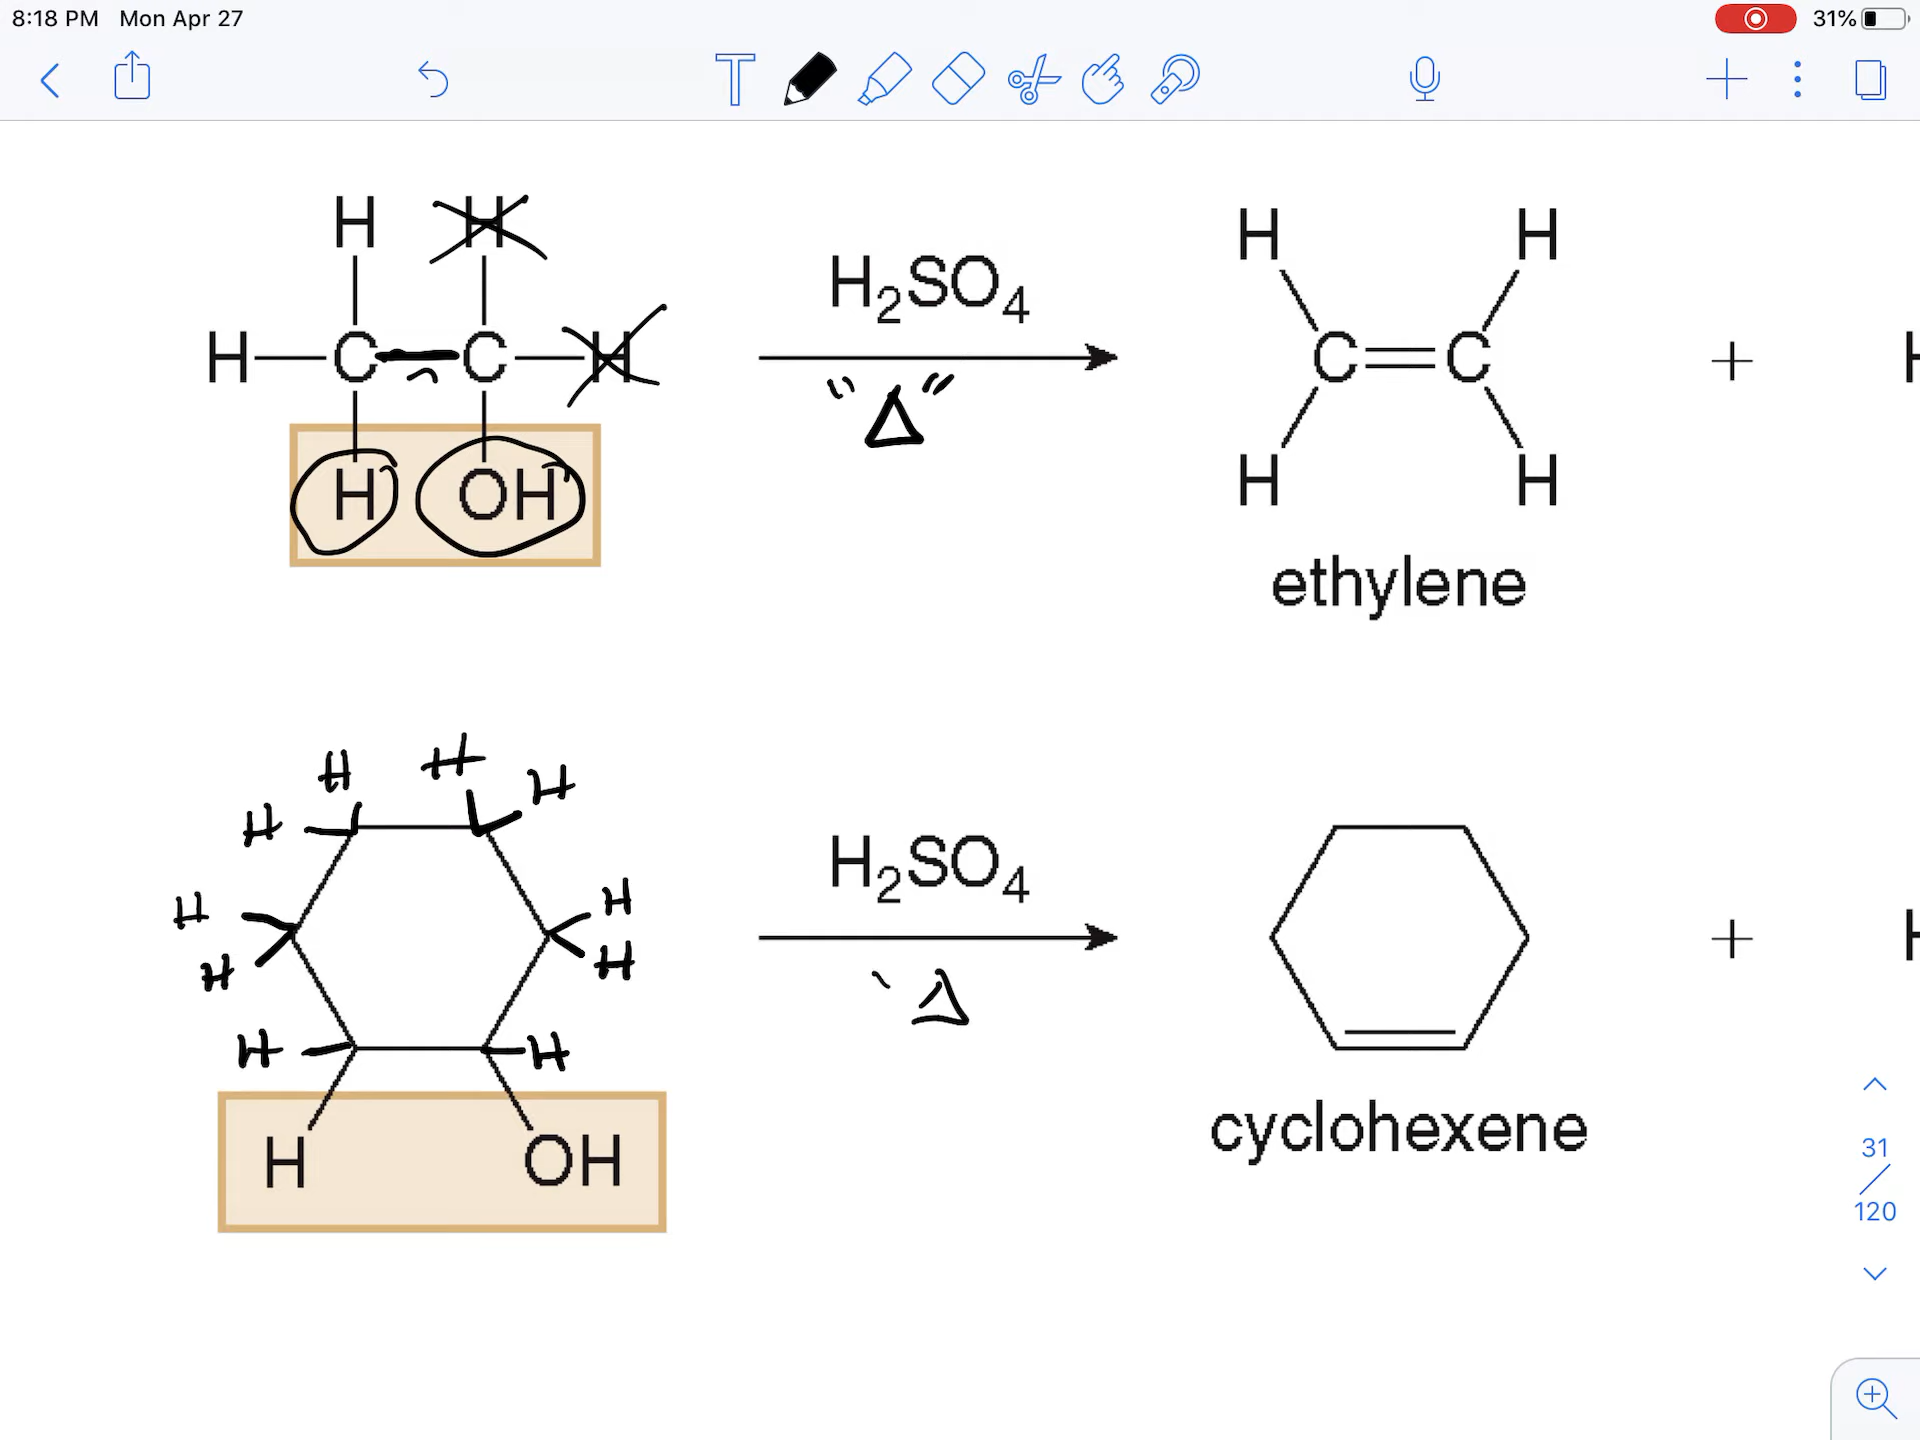 8:18 PM Mon Apr 27 31%
T
H H
H C C H
H OH
H₂SO₄
"Δ"
H H
C C
H H
ethylene
+ H
H H H
H
H H
H H
H H
H OH
H₂SO₄
Δ
cyclohexene
+ H
31
120